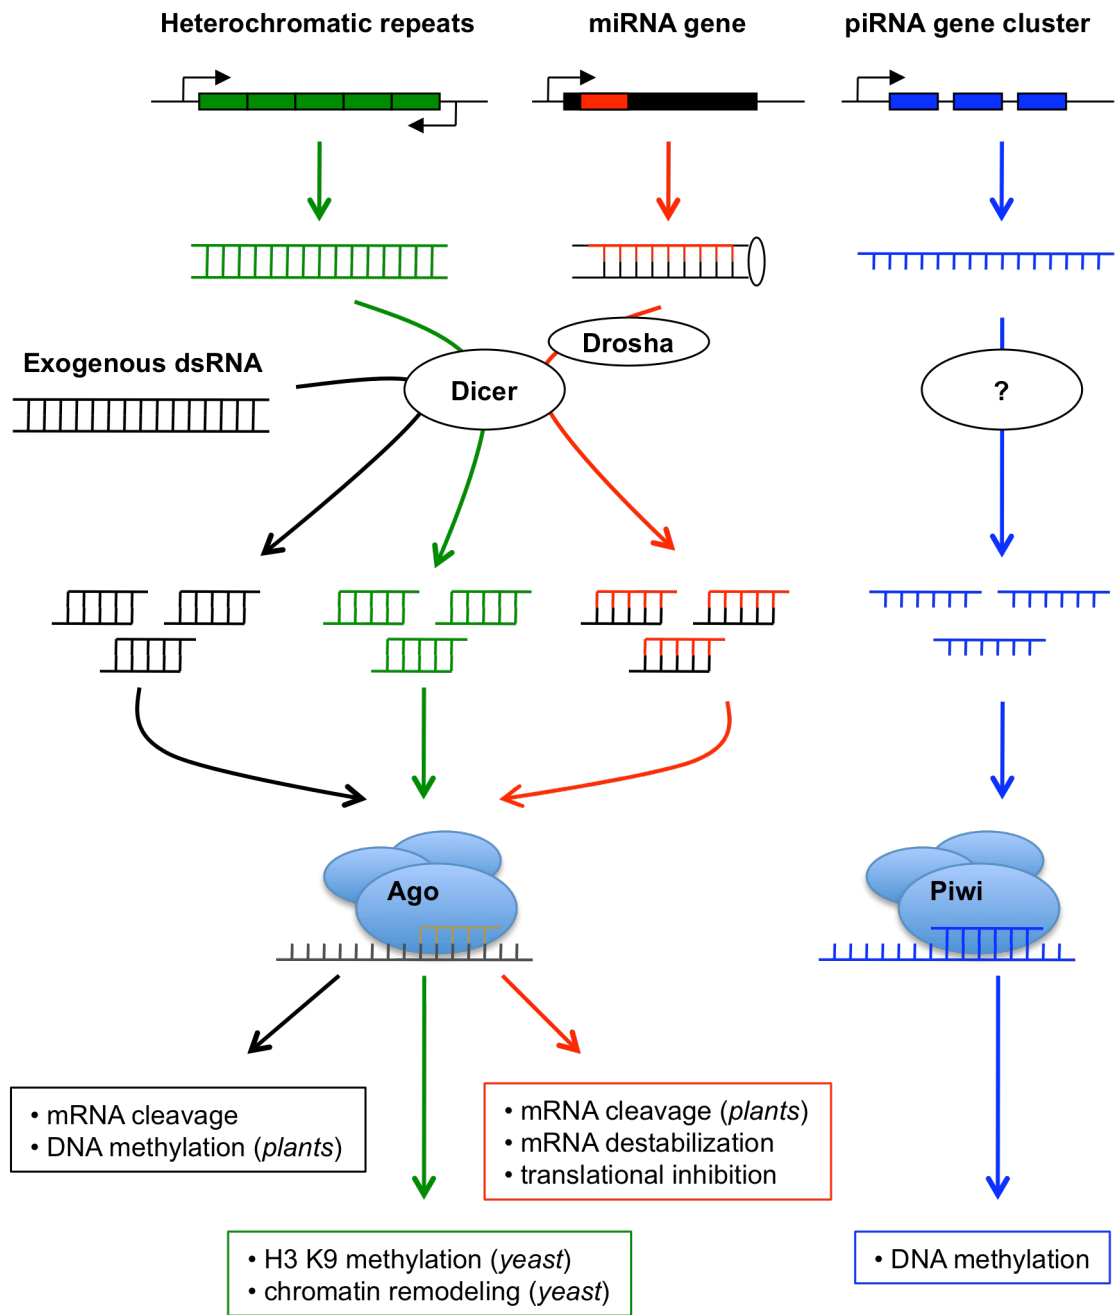 Heterochromatic repeats
miRNA gene
piRNA gene cluster
Exogenous dsRNA
Drosha
Dicer
?
Ago
Piwi
• mRNA cleavage
• DNA methylation (plants)
• mRNA cleavage (plants)
• mRNA destabilization
• translational inhibition
• H3 K9 methylation (yeast)
• chromatin remodeling (yeast)
• DNA methylation